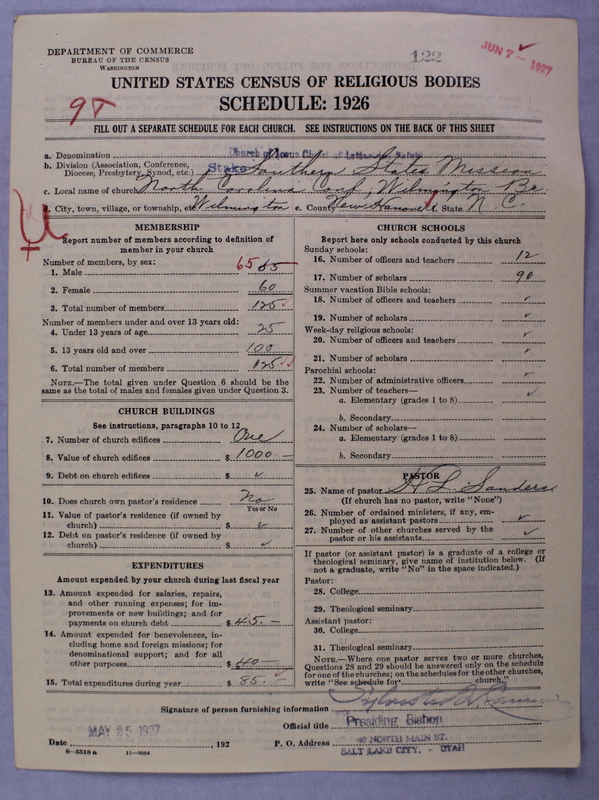 DEPARTMENT OF COMMERCE
BUREAU OF THE CENSUS
WASHINGTON
122
JUN 7 - 1927
UNITED STATES CENSUS OF RELIGIOUS BODIES
SCHEDULE: 1926
98
FILL OUT A SEPARATE SCHEDULE FOR EACH CHURCH. SEE INSTRUCTIONS ON THE BACK OF THIS SHEET
a. Denomination Church of Jesus Christ of Latter-day Saints
b. Division (Association, Conference, Diocese, Presbytery, Synod, etc.) Stake Southern States Mission
c. Local name of church North Carolina Conf, Wilmington Br.
d. City, town, village, or township, etc. Wilmington e. County New Hanover f. State N. C.
MEMBERSHIP
Report number of members according to definition of
member in your church
Number of members, by sex:
1. Male 65 65
2. Female 60
3. Total number of members 125
Number of members under and over 13 years old:
4. Under 13 years of age 25
5. 13 years old and over 100
6. Total number of members 125
NOTE.—The total given under Question 6 should be
same as the total of males and females given under Question 3.
CHURCH BUILDINGS
See instructions, paragraphs 10 to 12
7. Number of church edifices One
8. Value of church edifices $ 1000 —
9. Debt on church edifices $ ✓
10. Does church own pastor's residence No
Yes or No
11. Value of pastor's residence (if owned by
church) $ ✓
12. Debt on pastor's residence (if owned by
church) $ ✓
EXPENDITURES
Amount expended by your church during last fiscal year
13. Amount expended for salaries, repairs,
and other running expenses; for im-
provements or new buildings; and for
payments on church debt $ 45. —
14. Amount expended for benevolences, in-
cluding home and foreign missions; for
denominational support; and for all
other purposes $ 40 —
15. Total expenditures during year $ 85. —
CHURCH SCHOOLS
Report here only schools conducted by this church
Sunday schools:
16. Number of officers and teachers 12
17. Number of scholars 90
Summer vacation Bible schools:
18. Number of officers and teachers ✓
19. Number of scholars ✓
Week-day religious schools:
20. Number of officers and teachers ✓
21. Number of scholars ✓
Parochial schools:
22. Number of administrative officers ✓
23. Number of teachers—
a. Elementary (grades 1 to 8) ✓
b. Secondary
24. Number of scholars—
a. Elementary (grades 1 to 8)
b. Secondary
PASTOR
25. Name of pastor H L Sanders
(If church has no pastor, write "None")
26. Number of ordained ministers, if any, em-
ployed as assistant pastors ✓
27. Number of other churches served by the
pastor or his assistants ✓
If pastor (or assistant pastor) is a graduate of a college or
theological seminary, give name of institution below. (If
not a graduate, write "No" in the space indicated.)
Pastor:
28. College
29. Theological seminary
Assistant pastor:
30. College
31. Theological seminary
NOTE.—Where one pastor serves two or more churches,
Questions 28 and 29 should be answered only on the schedule
for one of the churches; on the schedules for the other churches,
write "See schedule for church."
Signature of person furnishing information Sylvester Q. Cannon
Official title Presiding Bishop
Date MAY 25 1927, 192 P. O. Address 40 NORTH MAIN ST.
SALT LAKE CITY, - UTAH
8—5518 a 11—9084